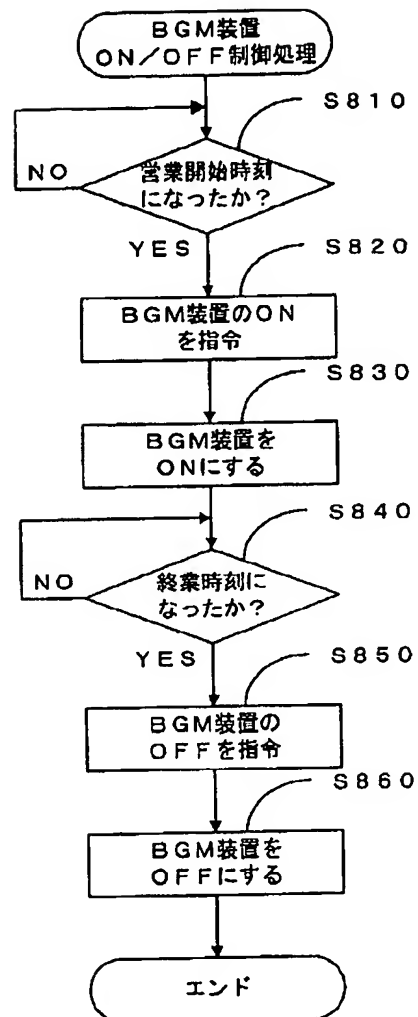 BGM装置
ON/OFF制御処理
S810
営業開始時刻
になったか?
NO
YES
S820
BGM装置のON
を指令
S830
BGM装置を
ONにする
S840
終業時刻に
なったか?
NO
YES
S850
BGM装置の
OFFを指令
S860
BGM装置を
OFFにする
エンド